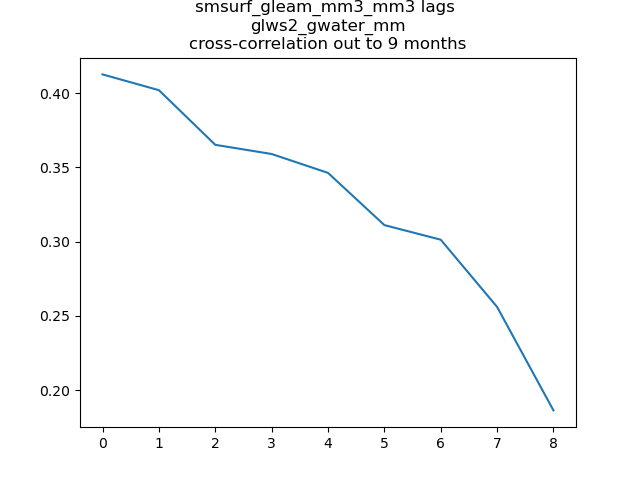 smsurf_gleam_mm3_mm3 lags
glws2_gwater_mm
cross-correlation out to 9 months
0.40
0.35
0.30
0.25
0.20
0 1 2 3 4 5 6 7 8